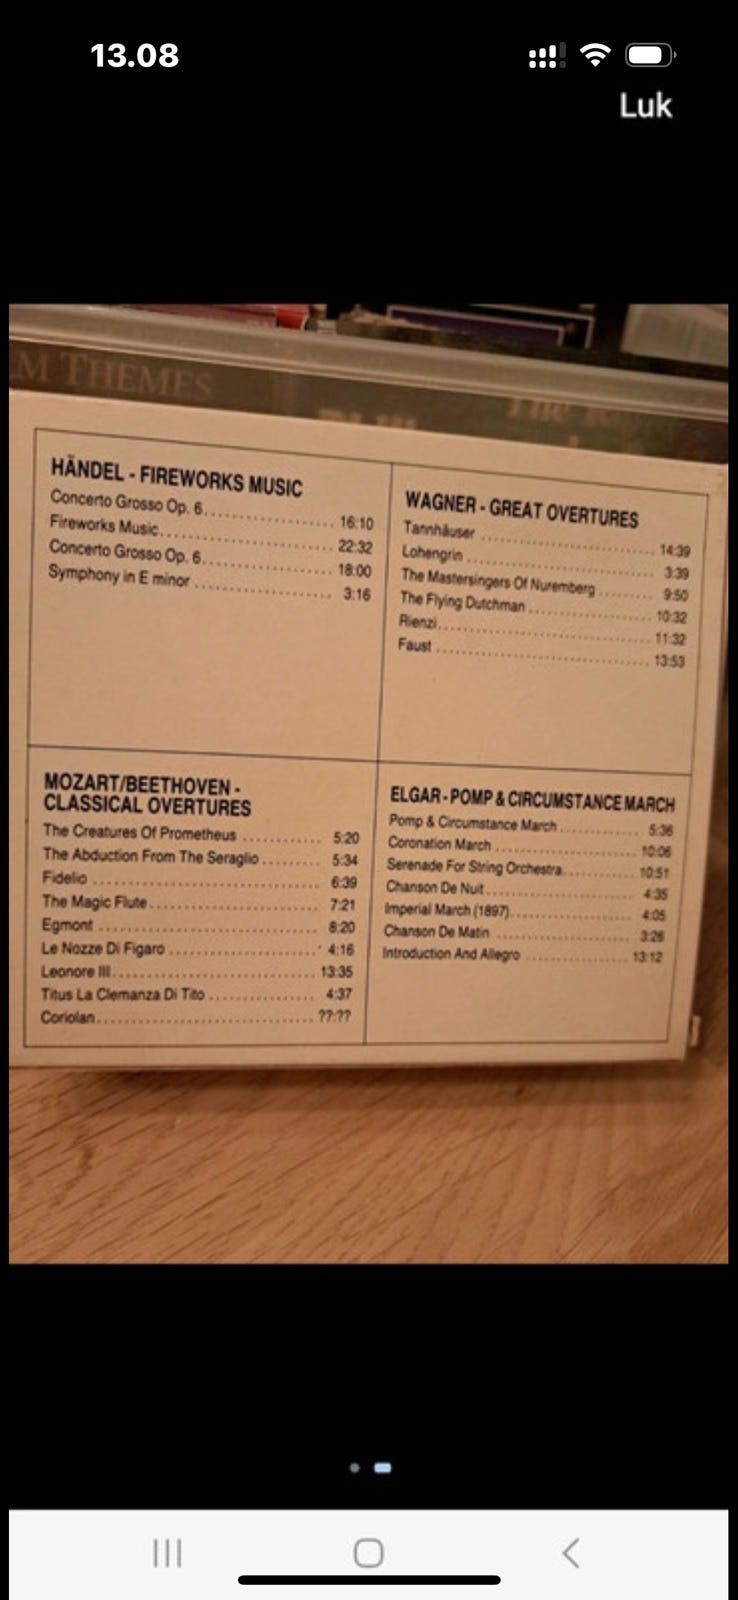 13.08
Luk
M THEMES
HÄNDEL - FIREWORKS MUSIC
Concerto Grosso Op. 6 16:10
Fireworks Music 22:32
Concerto Grosso Op. 6 18:00
Symphony in E minor 3:16
WAGNER - GREAT OVERTURES
Tannhäuser 14:39
Lohengrin 3:39
The Mastersingers Of Nuremberg 9:50
The Flying Dutchman 10:32
Rienzi 11:32
Faust 13:53
MOZART/BEETHOVEN -
CLASSICAL OVERTURES
The Creatures Of Prometheus 5:20
The Abduction From The Seraglio 5:34
Fidelio 6:39
The Magic Flute 7:21
Egmont 8:20
Le Nozze Di Figaro 4:16
Leonore III 13:35
Titus La Clemanza Di Tito 4:37
Coriolan ??:??
ELGAR - POMP & CIRCUMSTANCE MARCH
Pomp & Circumstance March 5:36
Coronation March 10:06
Serenade For String Orchestra 10:51
Chanson De Nuit 4:35
Imperial March (1897) 4:05
Chanson De Matin 3:26
Introduction And Allegro 13:12